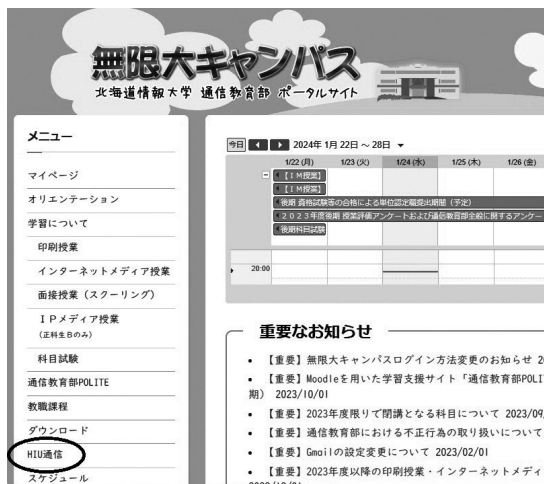 無限大キャンパス
北海道情報大学 通信教育部 ポータルサイト
メニュー
マイページ
オリエンテーション
学習について
印刷授業
インターネットメディア授業
面接授業（スクーリング）
ＩＰメディア授業
（正科生Bのみ）
科目試験
通信教育部POLITE
教職課程
ダウンロード
HIU通信
スケジュール
今日 2024年 1月 22日 ～ 28日
1/22 (月) 1/23 (火) 1/24 (水) 1/25 (木) 1/26 (金)
【ＩＭ授業】
【ＩＭ授業】
後期 資格試験等の合格による単位認定願提出期間（予定）
２０２３年度後期 授業評価アンケートおよび通信教育部全般に関するアンケー
後期科目試験
20:00
重要なお知らせ
• 【重要】無限大キャンパスログイン方法変更のお知らせ 2
• 【重要】Moodleを用いた学習支援サイト「通信教育部POLI
期） 2023/10/01
• 【重要】2023年度限りで閉講となる科目について 2023/09
• 【重要】通信教育部における不正行為の取り扱いについて
• 【重要】Gmailの設定変更について 2023/02/01
• 【重要】2023年度以降の印刷授業・インターネットメディ